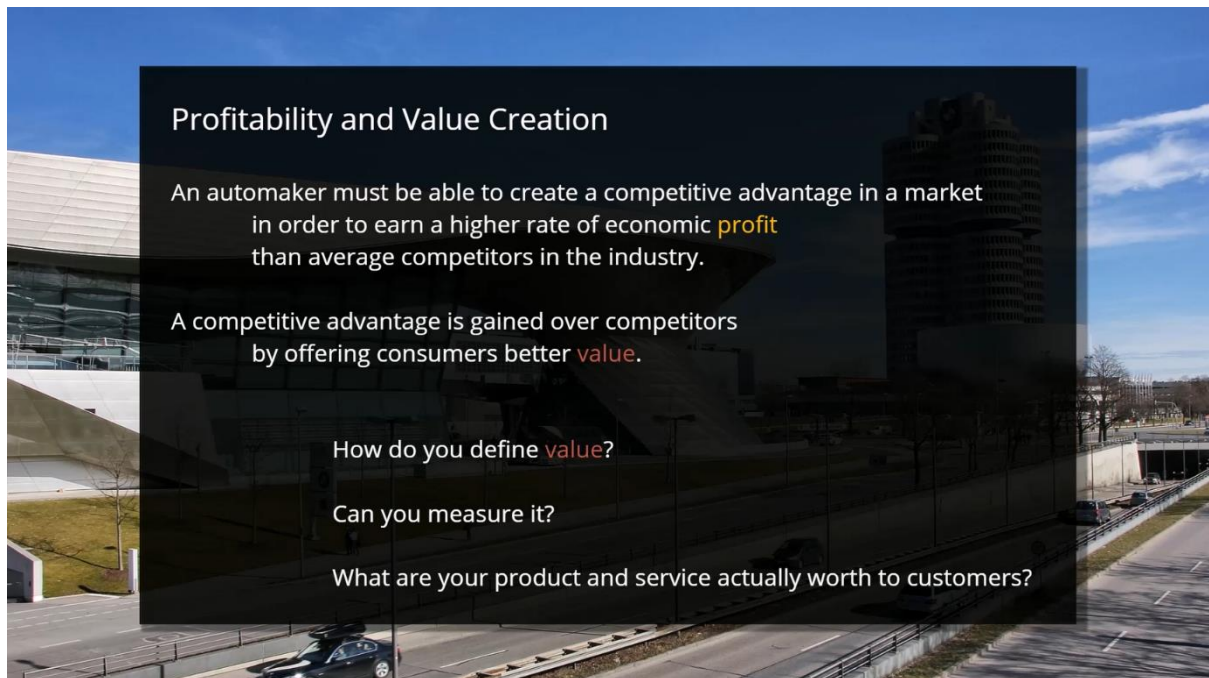 Profitability and Value Creation
An automaker must be able to create a competitive advantage in a market
in order to earn a higher rate of economic profit
than average competitors in the industry.
A competitive advantage is gained over competitors
by offering consumers better value.
How do you define value?
Can you measure it?
What are your product and service actually worth to customers?